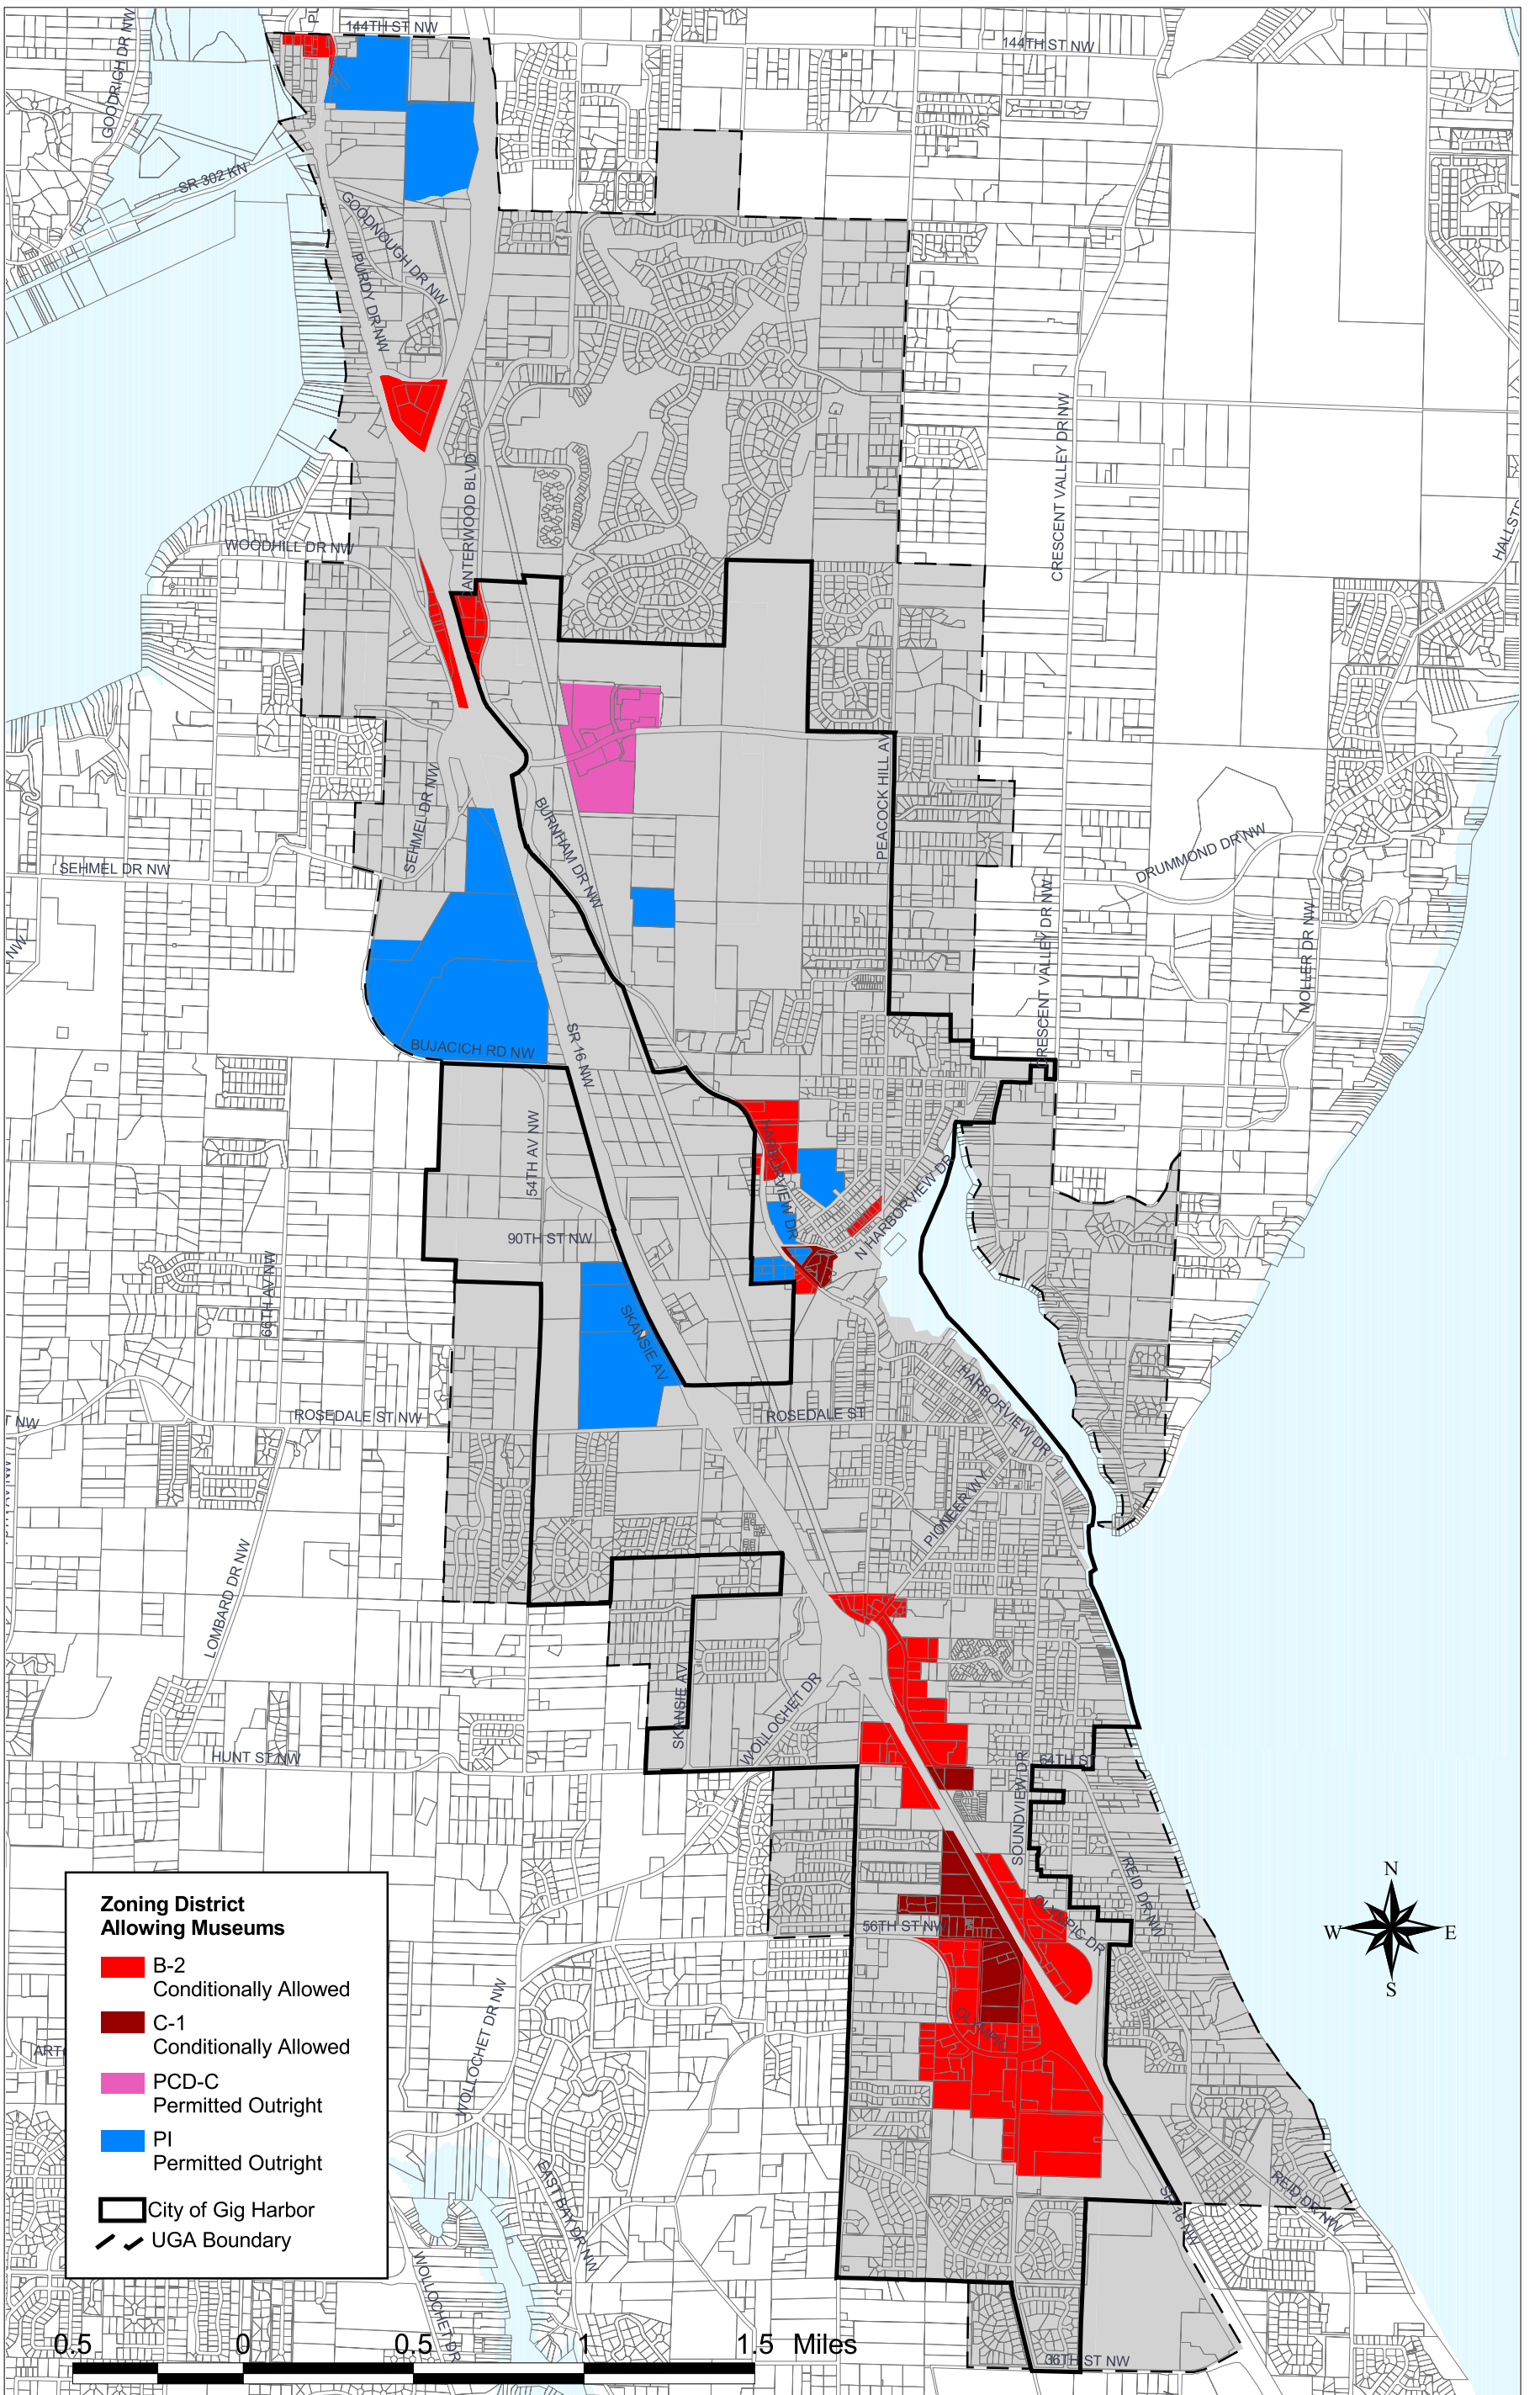 144TH ST NW
144TH ST NW
GOODRICH DR NW
SR 302 KN
GOODNOUGH DR NW
PURDY DR NW
CRESCENT VALLEY DR NW
WOODHILL DR NW
CANTERWOOD BLVD
PEACOCK HILL AV
SEHMEL DR NW
BURNHAM DR NW
SEHMEL DR NW
DRUMMOND DR NW
NW
CRESCENT VALLEY DR NW
MOLLER DR NW
SR 16 NW
BUJACICH RD NW
54TH AV NW
HARBORVIEW DR
N HARBORVIEW DR
90TH ST NW
66TH AV NW
SKANSIE AV
HARBORVIEW DR
ROSEDALE ST NW
ROSEDALE ST
T NW
PIONEER WY
LOMBARD DR NW
SKANSIE AV
WOLLOCHET DR
HUNT ST NW
64TH ST
SOUNDVIEW DR
REID DR NW
OLYMPIC DR
56TH ST NW
OLYMPIC
WOLLOCHET DR NW
EAST BAY DR NW
WOLLOCHET DR
REID DR NW
SR 16 NW
36TH ST NW
N
W
E
S
Zoning District
Allowing Museums
B-2
Conditionally Allowed
C-1
Conditionally Allowed
PCD-C
Permitted Outright
PI
Permitted Outright
City of Gig Harbor
UGA Boundary
0.5 0 0.5 1 1.5 Miles